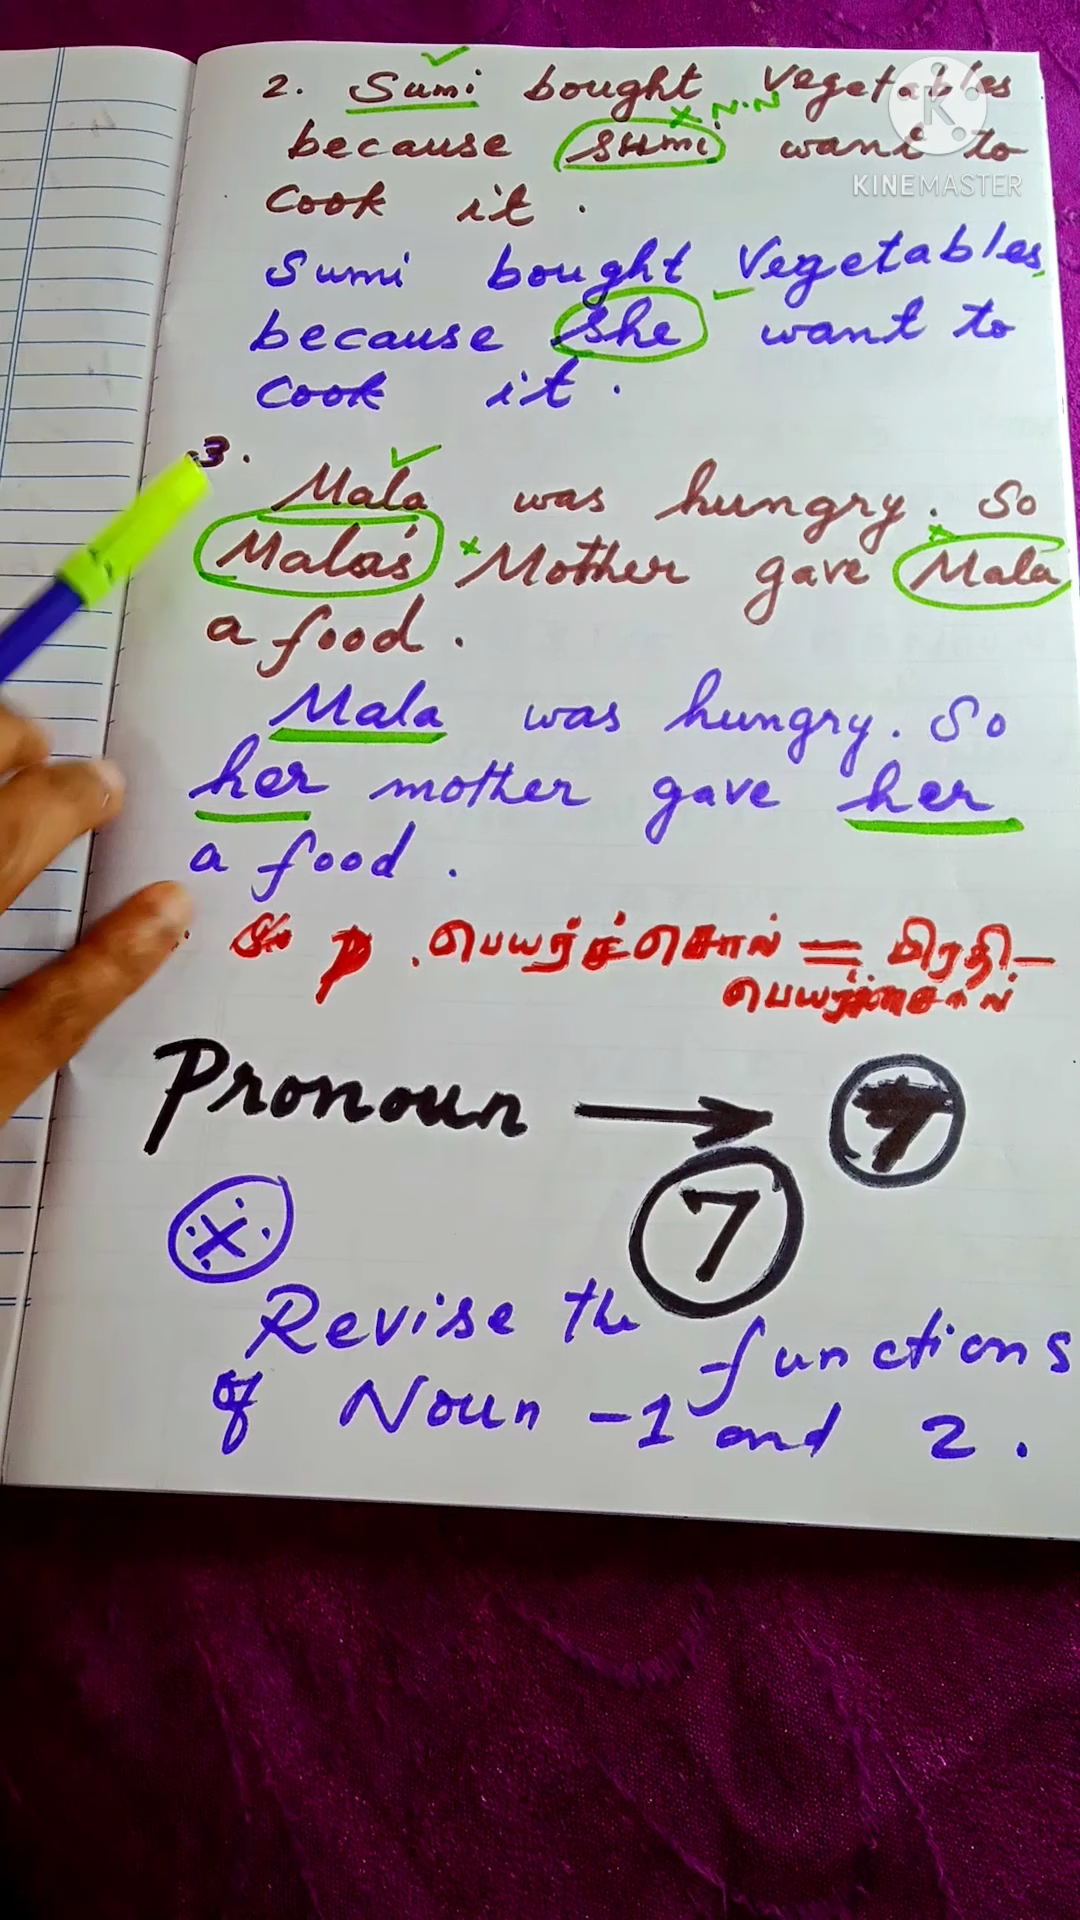 2. Sumi bought Vegetables
× N.N
because sumi want to
cook it.
Sumi bought Vegetables,
because she want to
cook it.
3.
Mala was hungry. So
Mala's × Mother gave × Mala
a food.
Mala was hungry. So
her mother gave her
a food.
p . பெயர்ச்சொல் = பிரதி-
பெயர்ச்சொல்
Pronoun → 7
7
x
Revise the functions
of Noun -1 and 2.
K
KINEMASTER